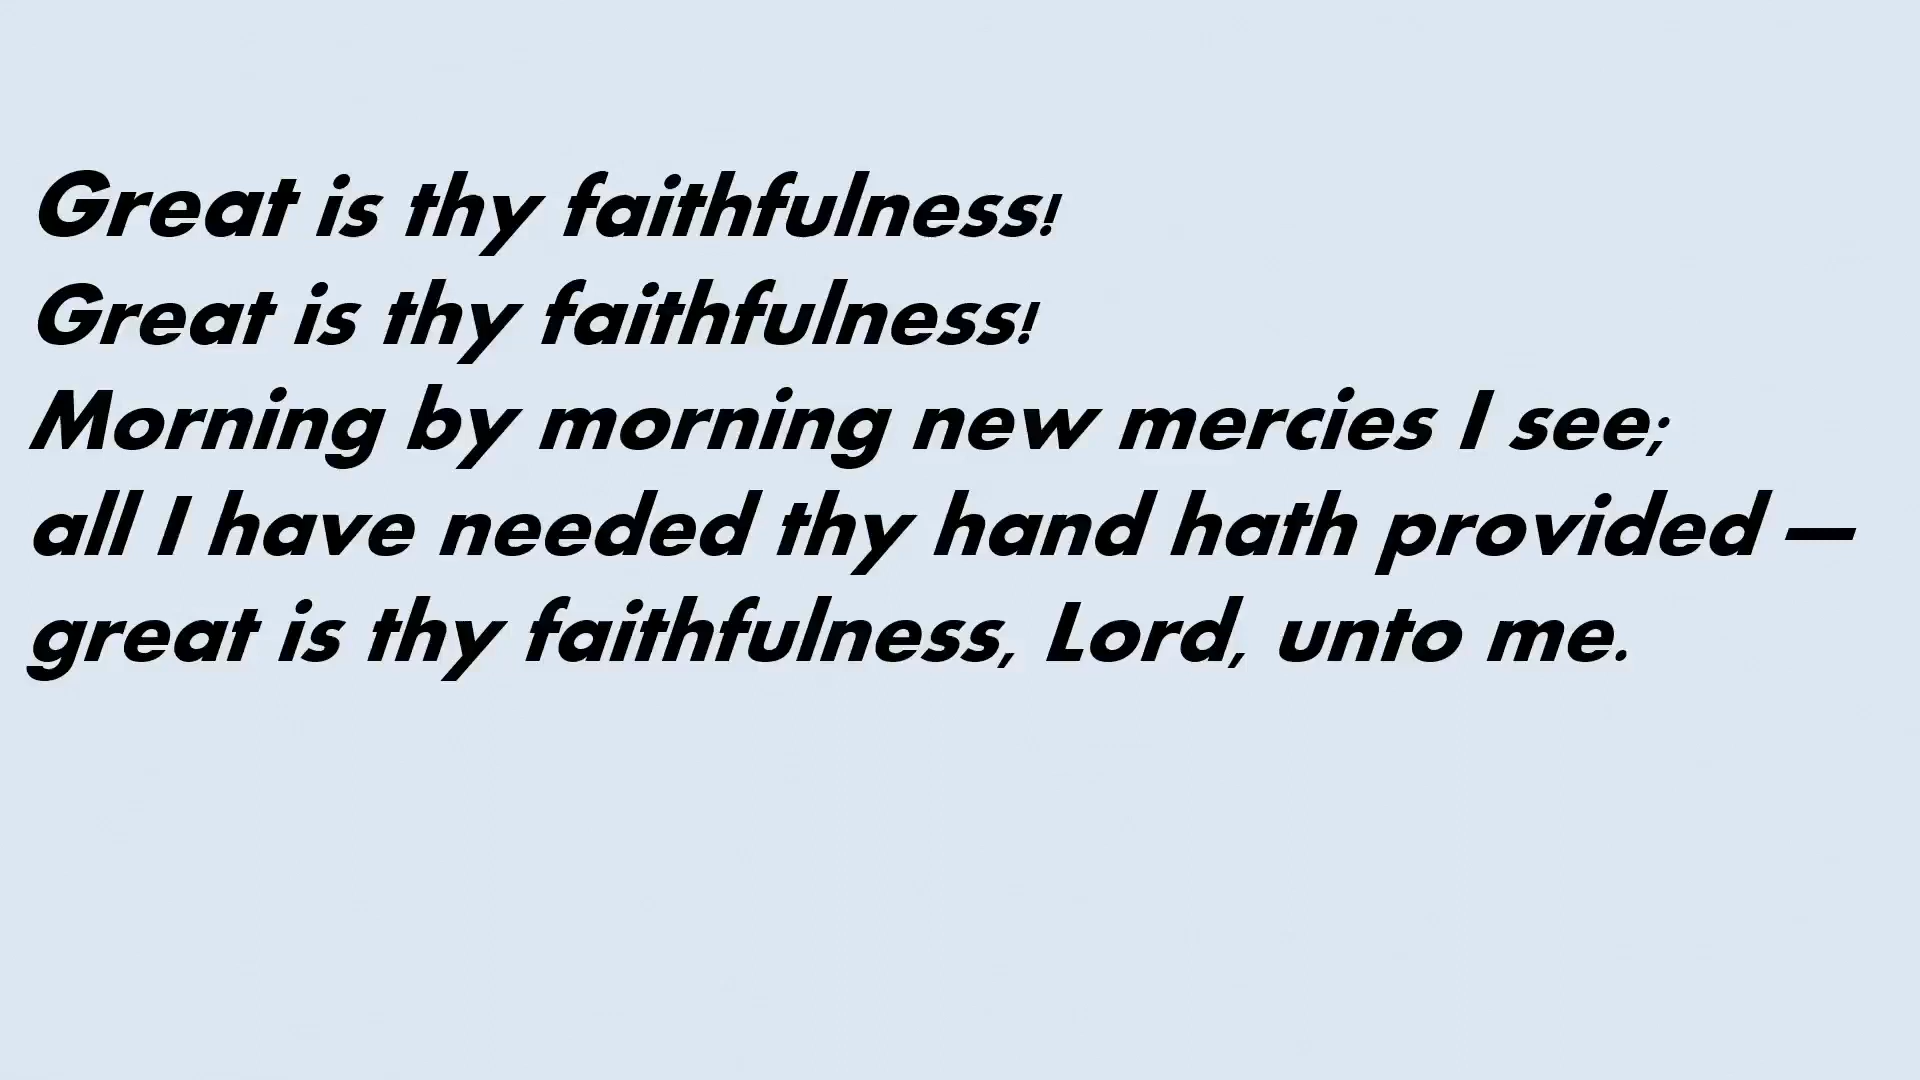 Great is thy faithfulness!
Great is thy faithfulness!
Morning by morning new mercies I see;
all I have needed thy hand hath provided —
great is thy faithfulness, Lord, unto me.